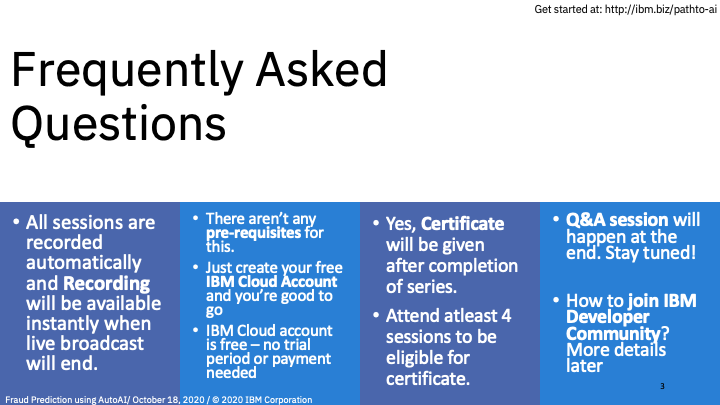 Get started at: http://ibm.biz/pathto-ai
Frequently Asked
Questions
• All sessions are
recorded
automatically
and Recording
will be available
instantly when
live broadcast
will end.
• There aren't any
pre-requisites for
this.
• Just create your free
IBM Cloud Account
and you're good to
go
• IBM Cloud account
is free – no trial
period or payment
needed
• Yes, Certificate
will be given
after completion
of series.
• Attend atleast 4
sessions to be
eligible for
certificate.
• Q&A session will
happen at the
end. Stay tuned!
• How to join IBM
Developer
Community?
More details
later
3
Fraud Prediction using AutoAI/ October 18, 2020 / © 2020 IBM Corporation